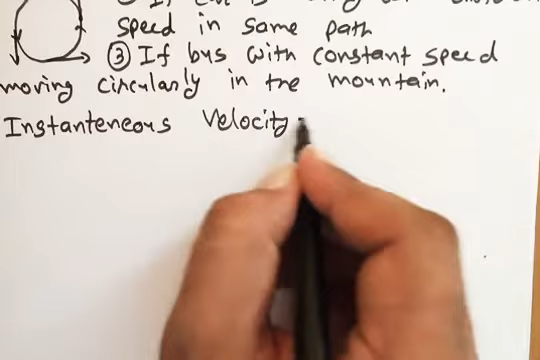 speed in same path
③ If bus with constant speed
moving circularly in the mountain.
Instanteneous Velocity